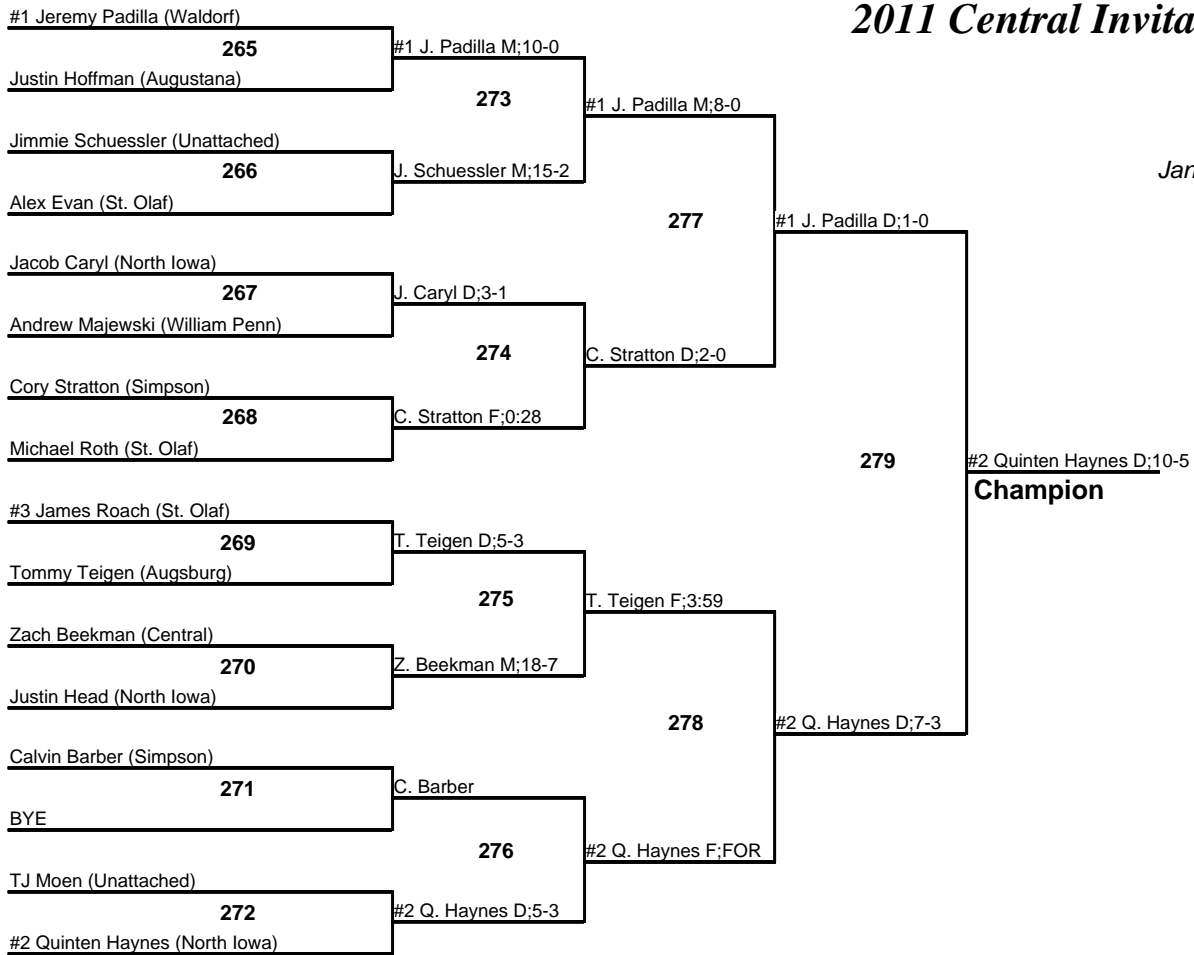 2011 Central Invita
Jan
#1 Jeremy Padilla (Waldorf)
265
Justin Hoffman (Augustana)
#1 J. Padilla M;10-0
273
Jimmie Schuessler (Unattached)
266
Alex Evan (St. Olaf)
J. Schuessler M;15-2
#1 J. Padilla M;8-0
277
Jacob Caryl (North Iowa)
267
Andrew Majewski (William Penn)
J. Caryl D;3-1
274
Cory Stratton (Simpson)
268
Michael Roth (St. Olaf)
C. Stratton F;0:28
C. Stratton D;2-0
#1 J. Padilla D;1-0
279
#2 Quinten Haynes D;10-5
Champion
#3 James Roach (St. Olaf)
269
Tommy Teigen (Augsburg)
T. Teigen D;5-3
275
Zach Beekman (Central)
270
Justin Head (North Iowa)
Z. Beekman M;18-7
T. Teigen F;3:59
278
#2 Q. Haynes D;7-3
Calvin Barber (Simpson)
271
BYE
C. Barber
276
TJ Moen (Unattached)
272
#2 Quinten Haynes (North Iowa)
#2 Q. Haynes D;5-3
#2 Q. Haynes F;FOR